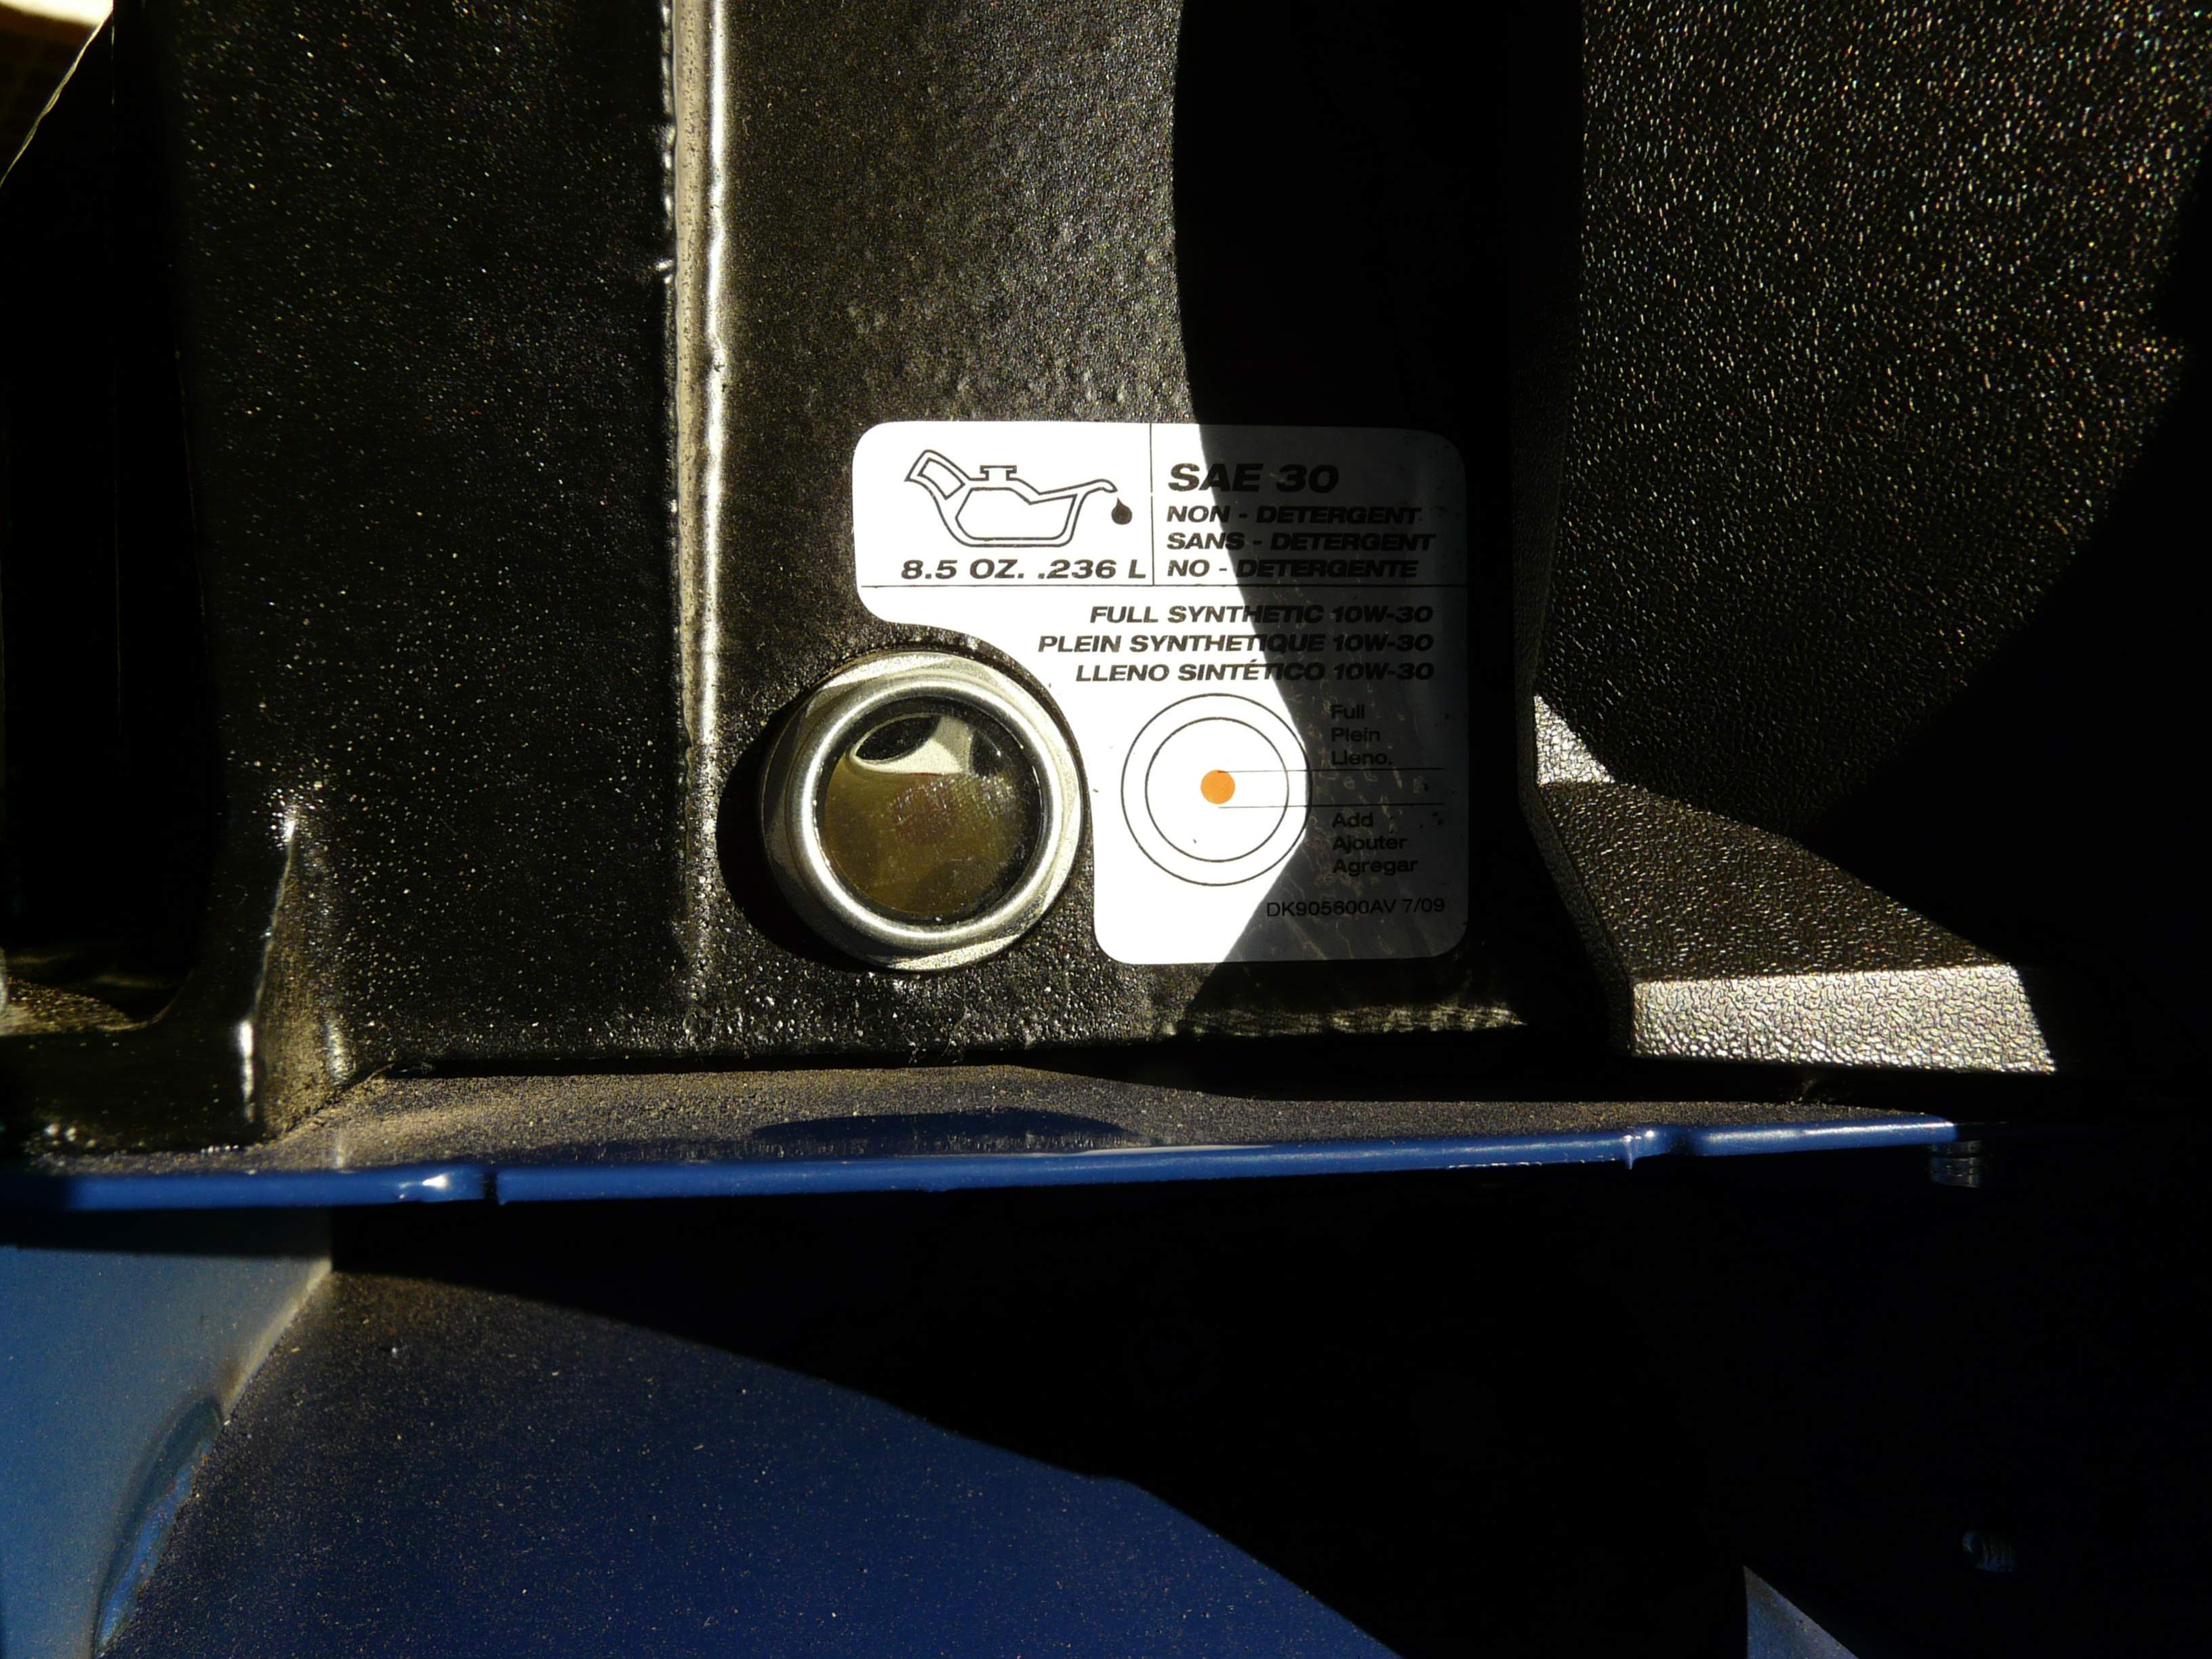 8.5 OZ. .236 L
SAE 30
NON - DETERGENT
SANS - DETERGENT
NO - DETERGENTE
FULL SYNTHETIC 10W-30
PLEIN SYNTHETIQUE 10W-30
LLENO SINTÉTICO 10W-30
Full
Plein
Lleno.
Add
Ajouter
Agregar
DK905600AV 7/09